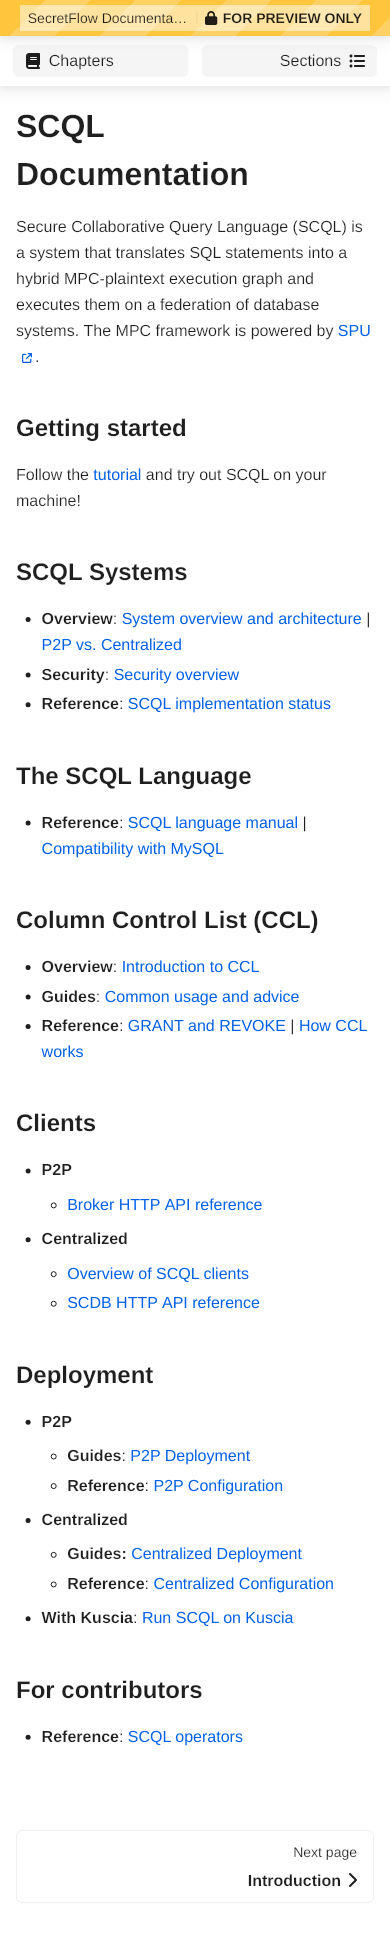 SecretFlow Documenta… FOR PREVIEW ONLY
Chapters Sections
SCQL
Documentation
Secure Collaborative Query Language (SCQL) is
a system that translates SQL statements into a
hybrid MPC-plaintext execution graph and
executes them on a federation of database
systems. The MPC framework is powered by SPU
.
Getting started
Follow the tutorial and try out SCQL on your
machine!
SCQL Systems
• Overview: System overview and architecture |
P2P vs. Centralized
• Security: Security overview
• Reference: SCQL implementation status
The SCQL Language
• Reference: SCQL language manual |
Compatibility with MySQL
Column Control List (CCL)
• Overview: Introduction to CCL
• Guides: Common usage and advice
• Reference: GRANT and REVOKE | How CCL
works
Clients
• P2P
◦ Broker HTTP API reference
• Centralized
◦ Overview of SCQL clients
◦ SCDB HTTP API reference
Deployment
• P2P
◦ Guides: P2P Deployment
◦ Reference: P2P Configuration
• Centralized
◦ Guides: Centralized Deployment
◦ Reference: Centralized Configuration
• With Kuscia: Run SCQL on Kuscia
For contributors
• Reference: SCQL operators
Next page
Introduction